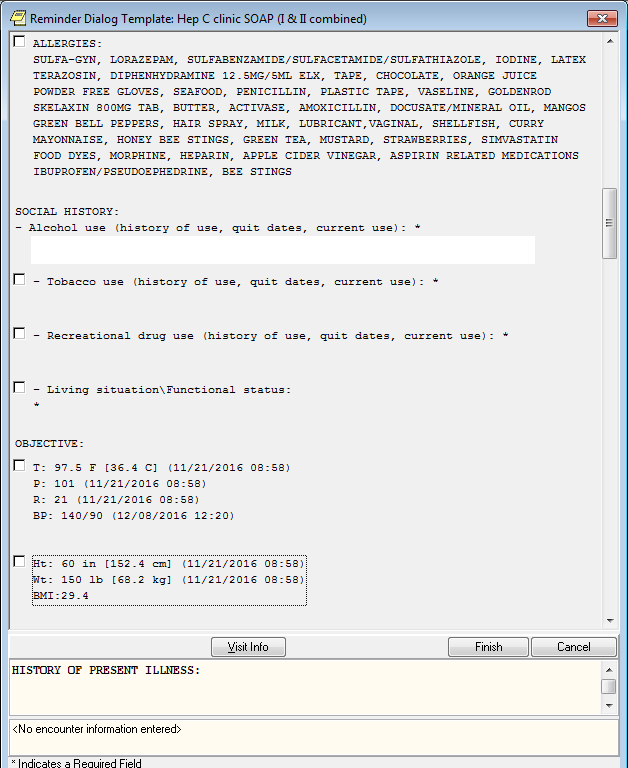 Reminder Dialog Template: Hep C clinic SOAP (I & II combined)
ALLERGIES:
SULFA-GYN, LORAZEPAM, SULFABENZAMIDE/SULFACETAMIDE/SULFATHIAZOLE, IODINE, LATEX
TERAZOSIN, DIPHENHYDRAMINE 12.5MG/5ML ELX, TAPE, CHOCOLATE, ORANGE JUICE
POWDER FREE GLOVES, SEAFOOD, PENICILLIN, PLASTIC TAPE, VASELINE, GOLDENROD
SKELAXIN 800MG TAB, BUTTER, ACTIVASE, AMOXICILLIN, DOCUSATE/MINERAL OIL, MANGOS
GREEN BELL PEPPERS, HAIR SPRAY, MILK, LUBRICANT,VAGINAL, SHELLFISH, CURRY
MAYONNAISE, HONEY BEE STINGS, GREEN TEA, MUSTARD, STRAWBERRIES, SIMVASTATIN
FOOD DYES, MORPHINE, HEPARIN, APPLE CIDER VINEGAR, ASPIRIN RELATED MEDICATIONS
IBUPROFEN/PSEUDOEPHEDRINE, BEE STINGS
SOCIAL HISTORY:
- Alcohol use (history of use, quit dates, current use): *
- Tobacco use (history of use, quit dates, current use): *
- Recreational drug use (history of use, quit dates, current use): *
- Living situation\Functional status:
*
OBJECTIVE:
T: 97.5 F [36.4 C] (11/21/2016 08:58)
P: 101 (11/21/2016 08:58)
R: 21 (11/21/2016 08:58)
BP: 140/90 (12/08/2016 12:20)
Ht: 60 in [152.4 cm] (11/21/2016 08:58)
Wt: 150 lb [68.2 kg] (11/21/2016 08:58)
BMI:29.4
Visit Info
Finish
Cancel
HISTORY OF PRESENT ILLNESS:
<No encounter information entered>
* Indicates a Required Field